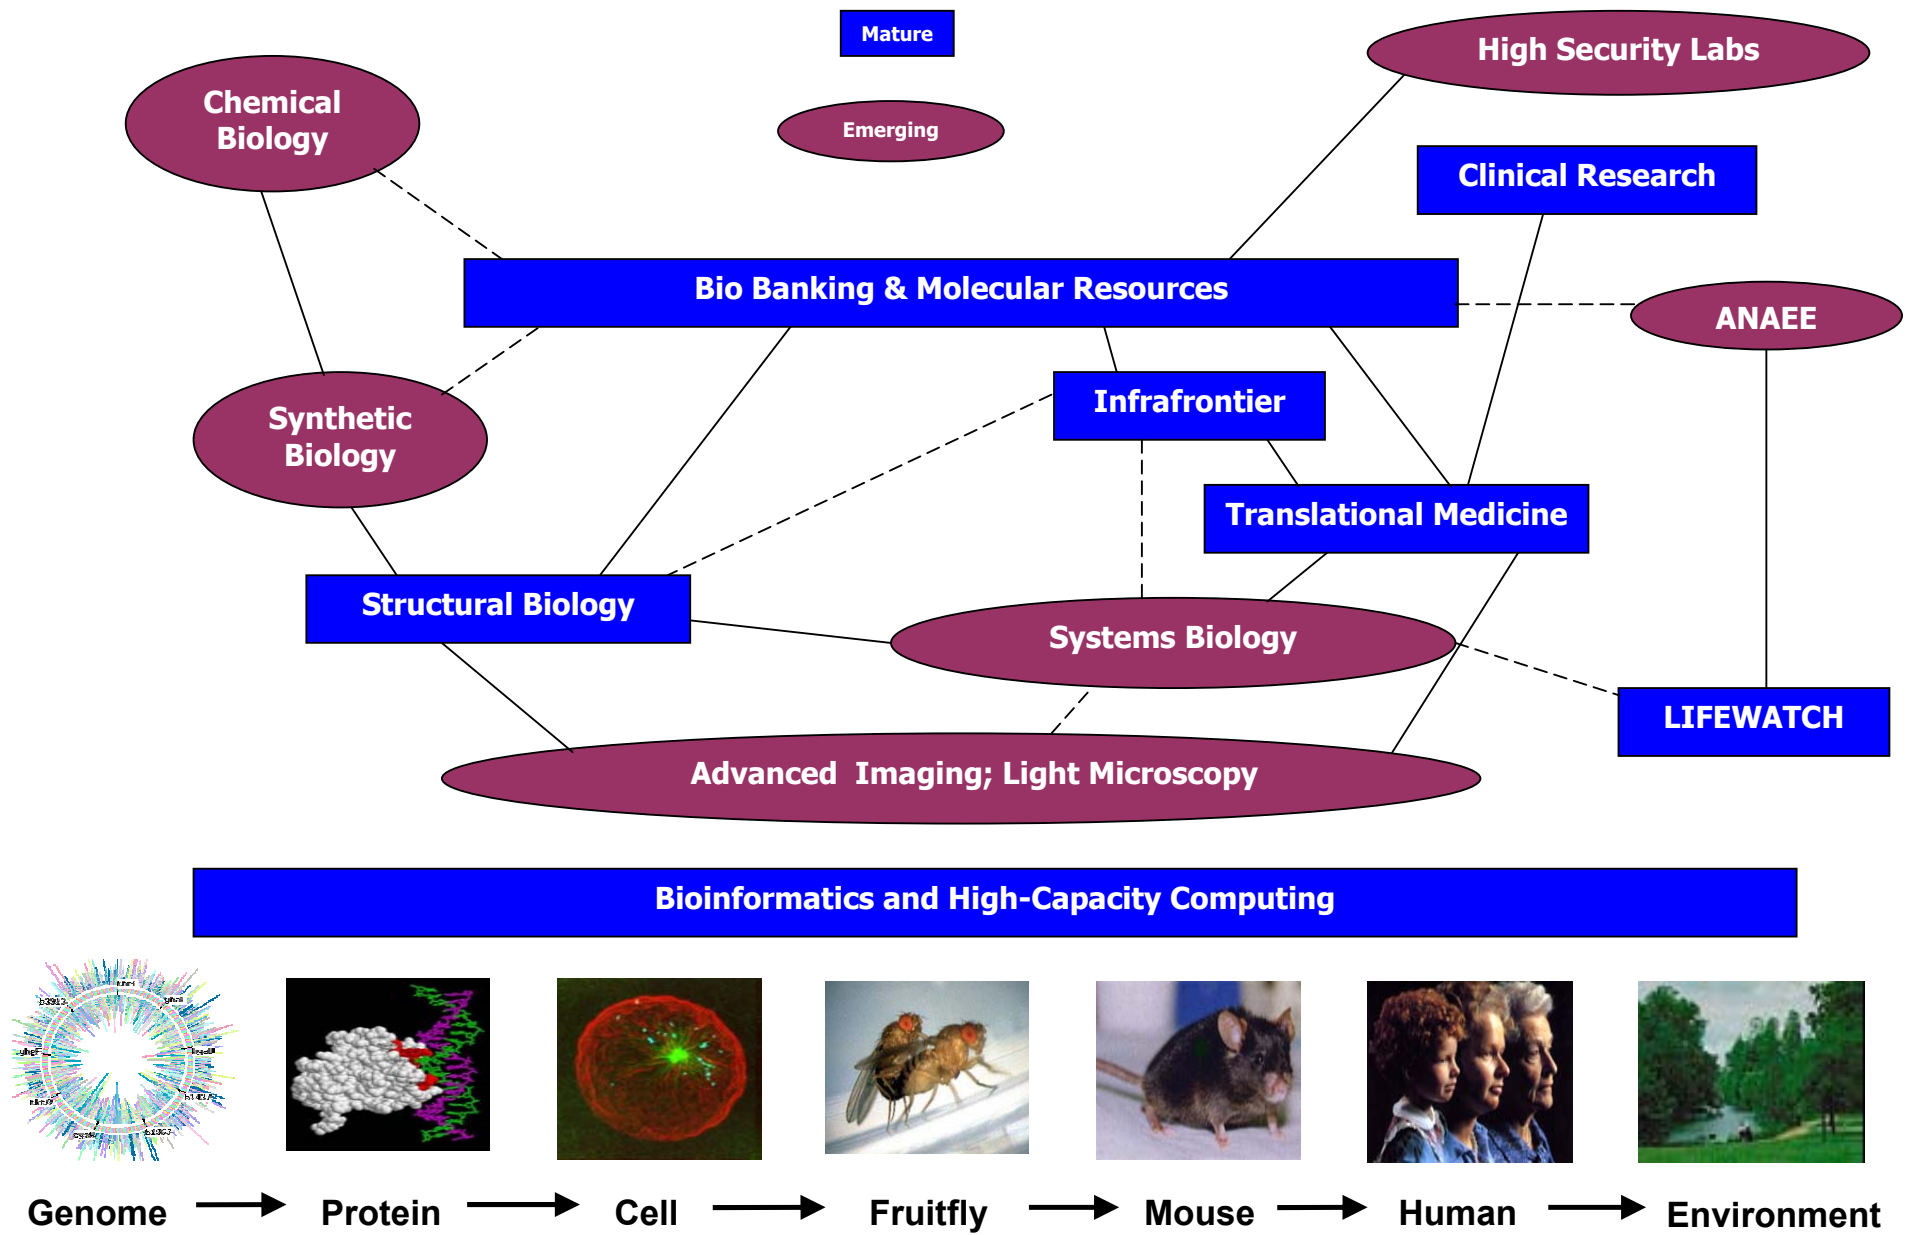 Mature
High Security Labs
Chemical
Biology
Emerging
Clinical Research
Bio Banking & Molecular Resources
ANAEE
Infrafrontier
Synthetic
Biology
Translational Medicine
Structural Biology
Systems Biology
LIFEWATCH
Advanced Imaging; Light Microscopy
Bioinformatics and High-Capacity Computing
b3913
Genome
Protein
Cell
Fruitfly
Mouse
Human
Environment